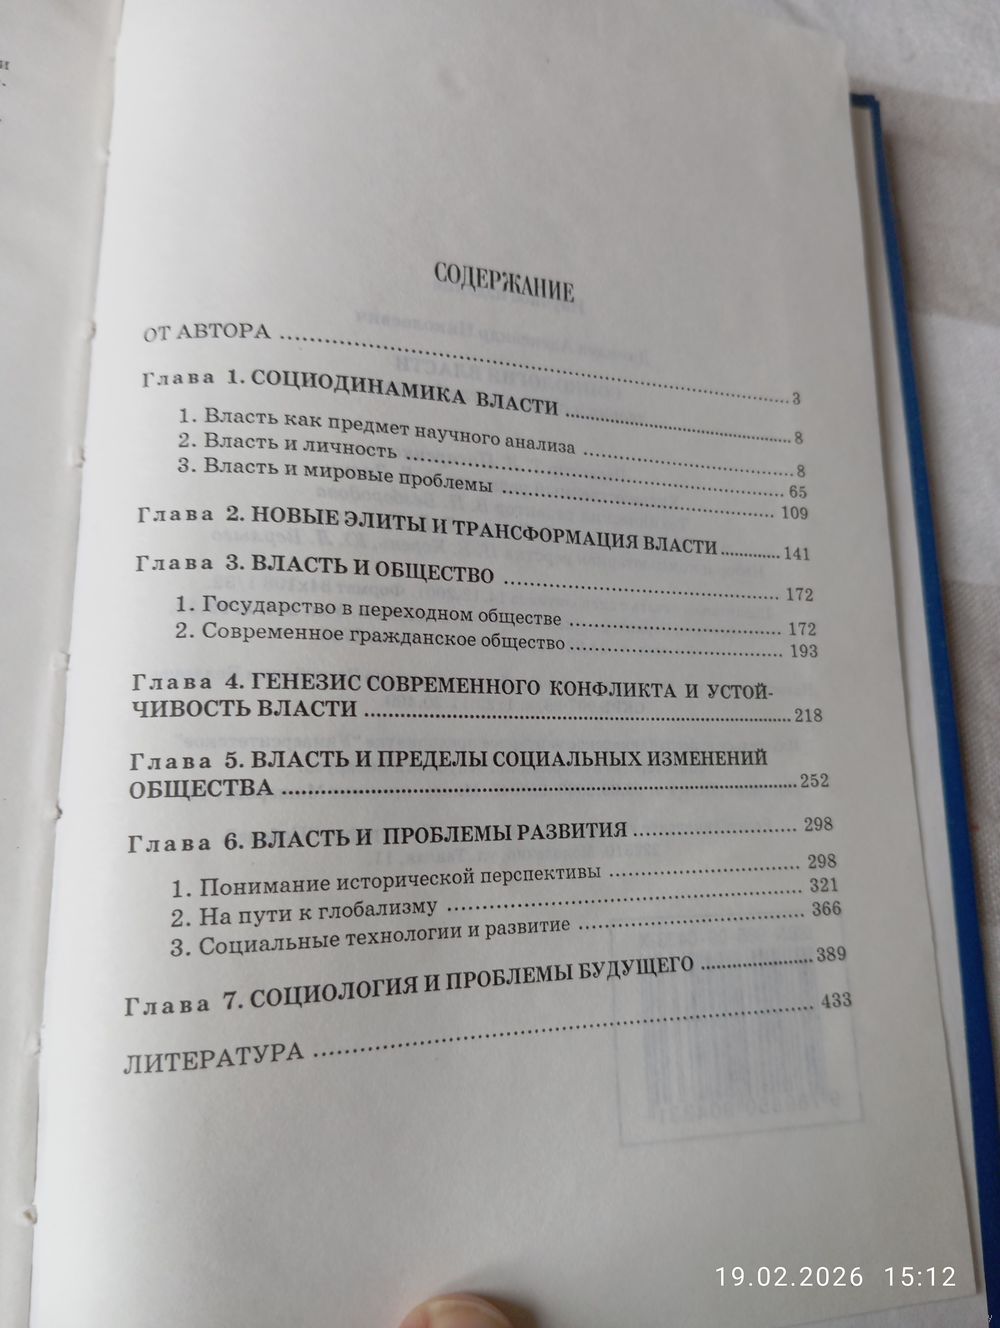 СОДЕРЖАНИЕ
ОТ АВТОРА ........ 3
Глава 1. СОЦИОДИНАМИКА ВЛАСТИ ........ 8
1. Власть как предмет научного анализа ........ 8
2. Власть и личность ........ 65
3. Власть и мировые проблемы ........ 109
Глава 2. НОВЫЕ ЭЛИТЫ И ТРАНСФОРМАЦИЯ ВЛАСТИ ........ 141
Глава 3. ВЛАСТЬ И ОБЩЕСТВО ........ 172
1. Государство в переходном обществе ........ 172
2. Современное гражданское общество ........ 193
Глава 4. ГЕНЕЗИС СОВРЕМЕННОГО КОНФЛИКТА И УСТОЙ-
ЧИВОСТЬ ВЛАСТИ ........ 218
Глава 5. ВЛАСТЬ И ПРЕДЕЛЫ СОЦИАЛЬНЫХ ИЗМЕНЕНИЙ
ОБЩЕСТВА ........ 252
Глава 6. ВЛАСТЬ И ПРОБЛЕМЫ РАЗВИТИЯ ........ 298
1. Понимание исторической перспективы ........ 298
2. На пути к глобализму ........ 321
3. Социальные технологии и развитие ........ 366
Глава 7. СОЦИОЛОГИЯ И ПРОБЛЕМЫ БУДУЩЕГО ........ 389
ЛИТЕРАТУРА ........ 433
19.02.2026 15:12